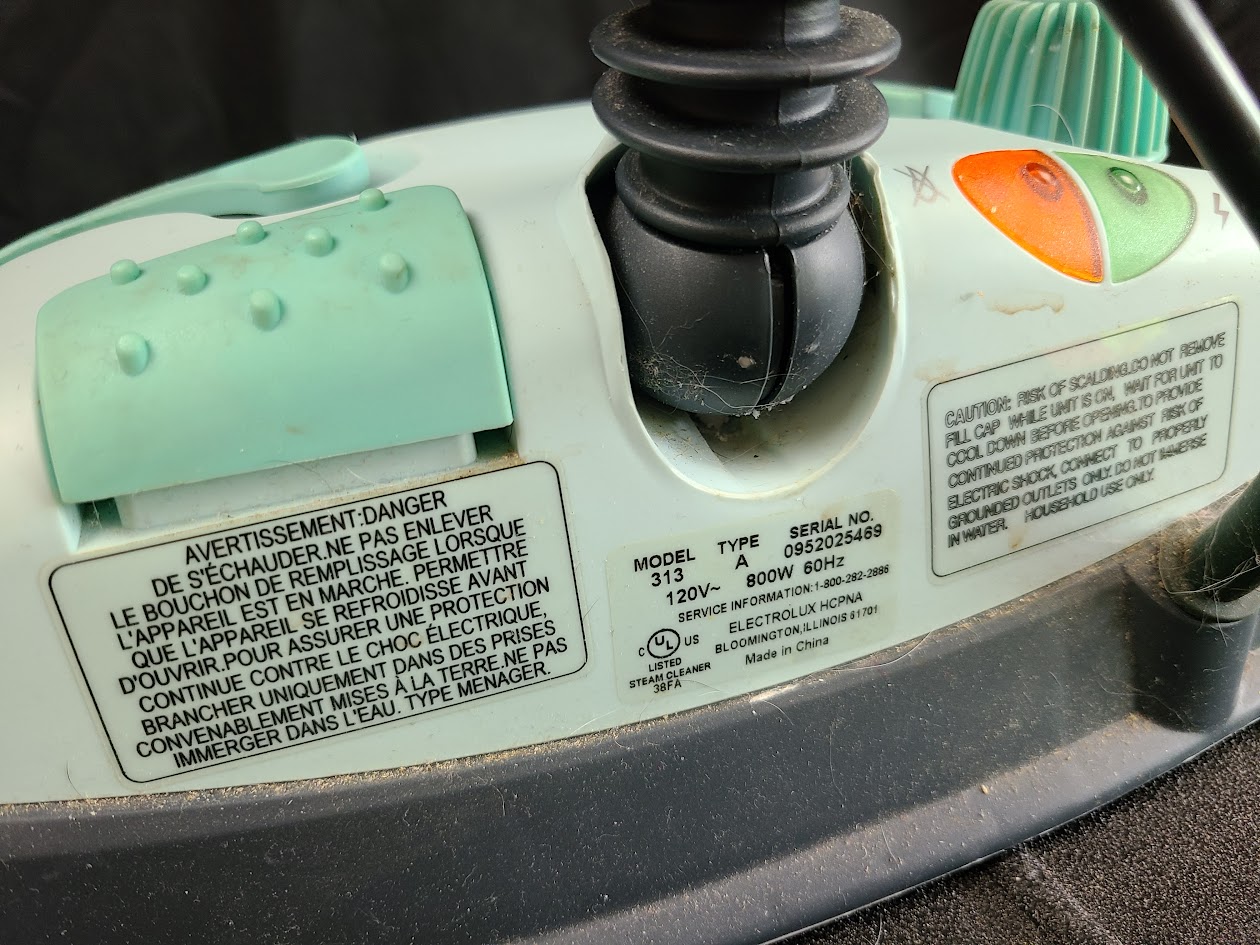 AVERTISSEMENT:DANGER
DE S'ÉCHAUDER.NE PAS ENLEVER
LE BOUCHON DE REMPLISSAGE LORSQUE
L'APPAREIL EST EN MARCHE. PERMETTRE
QUE L'APPAREIL SE REFROIDISSE AVANT
D'OUVRIR.POUR ASSURER UNE PROTECTION
CONTINUE CONTRE LE CHOC ÉLECTRIQUE,
BRANCHER UNIQUEMENT DANS DES PRISES
CONVENABLEMENT MISES À LA TERRE.NE PAS
IMMERGER DANS L'EAU. TYPE MENAGER.
MODEL TYPE SERIAL NO.
313 A 0952025469
120V~ 800W 60Hz
SERVICE INFORMATION:1-800-282-2886
ELECTROLUX HCPNA
BLOOMINGTON,ILLINOIS 61701
Made in China
C UL US
LISTED
STEAM CLEANER
38FA
CAUTION: RISK OF SCALDING.DO NOT REMOVE
FILL CAP WHILE UNIT IS ON, WAIT FOR UNIT TO
COOL DOWN BEFORE OPENING.TO PROVIDE
CONTINUED PROTECTION AGAINST RISK OF
ELECTRIC SHOCK, CONNECT TO PROPERLY
GROUNDED OUTLETS ONLY. DO NOT IMMERSE
IN WATER. HOUSEHOLD USE ONLY.